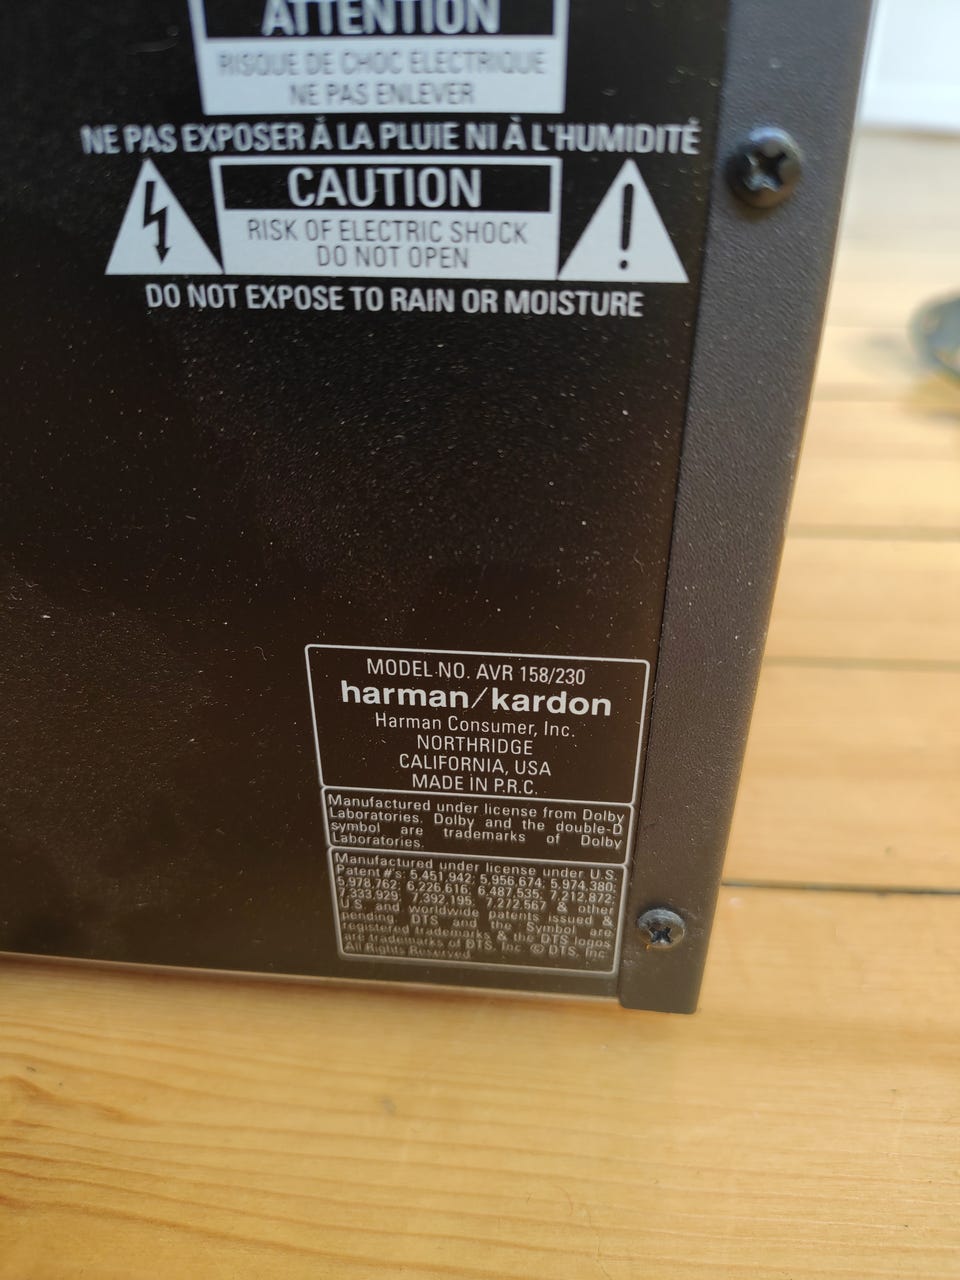 ATTENTION
RISQUE DE CHOC ELECTRIQUE
NE PAS ENLEVER
NE PAS EXPOSER À LA PLUIE NI À L'HUMIDITÉ
CAUTION
RISK OF ELECTRIC SHOCK
DO NOT OPEN
DO NOT EXPOSE TO RAIN OR MOISTURE
MODEL NO. AVR 158/230
harman/kardon
Harman Consumer, Inc.
NORTHRIDGE
CALIFORNIA, USA
MADE IN P.R.C.
Manufactured under license from Dolby
Laboratories. Dolby and the double-D
symbol are trademarks of Dolby
Laboratories.
Manufactured under license under U.S.
Patent #'s: 5,451,942; 5,956,674; 5,974,380;
5,978,762; 6,226,616; 6,487,535; 7,212,872;
7,333,929; 7,392,195; 7,272,567 & other
U.S. and worldwide patents issued &
pending. DTS and the Symbol are
registered trademarks & the DTS logos
are trademarks of DTS, Inc. © DTS, Inc
All Rights Reserved